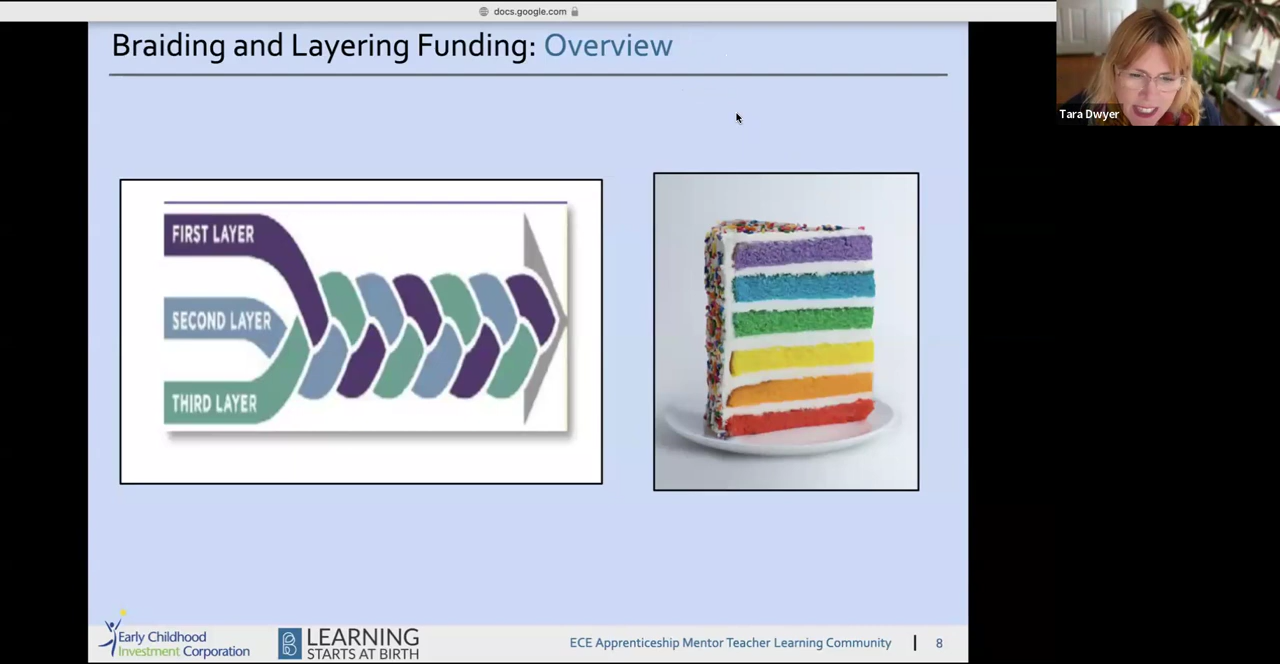 docs.google.com
Braiding and Layering Funding: Overview
Tara Dwyer
FIRST LAYER
SECOND LAYER
THIRD LAYER
Early Childhood
Investment Corporation
LEARNING
STARTS AT BIRTH
ECE Apprenticeship Mentor Teacher Learning Community | 8